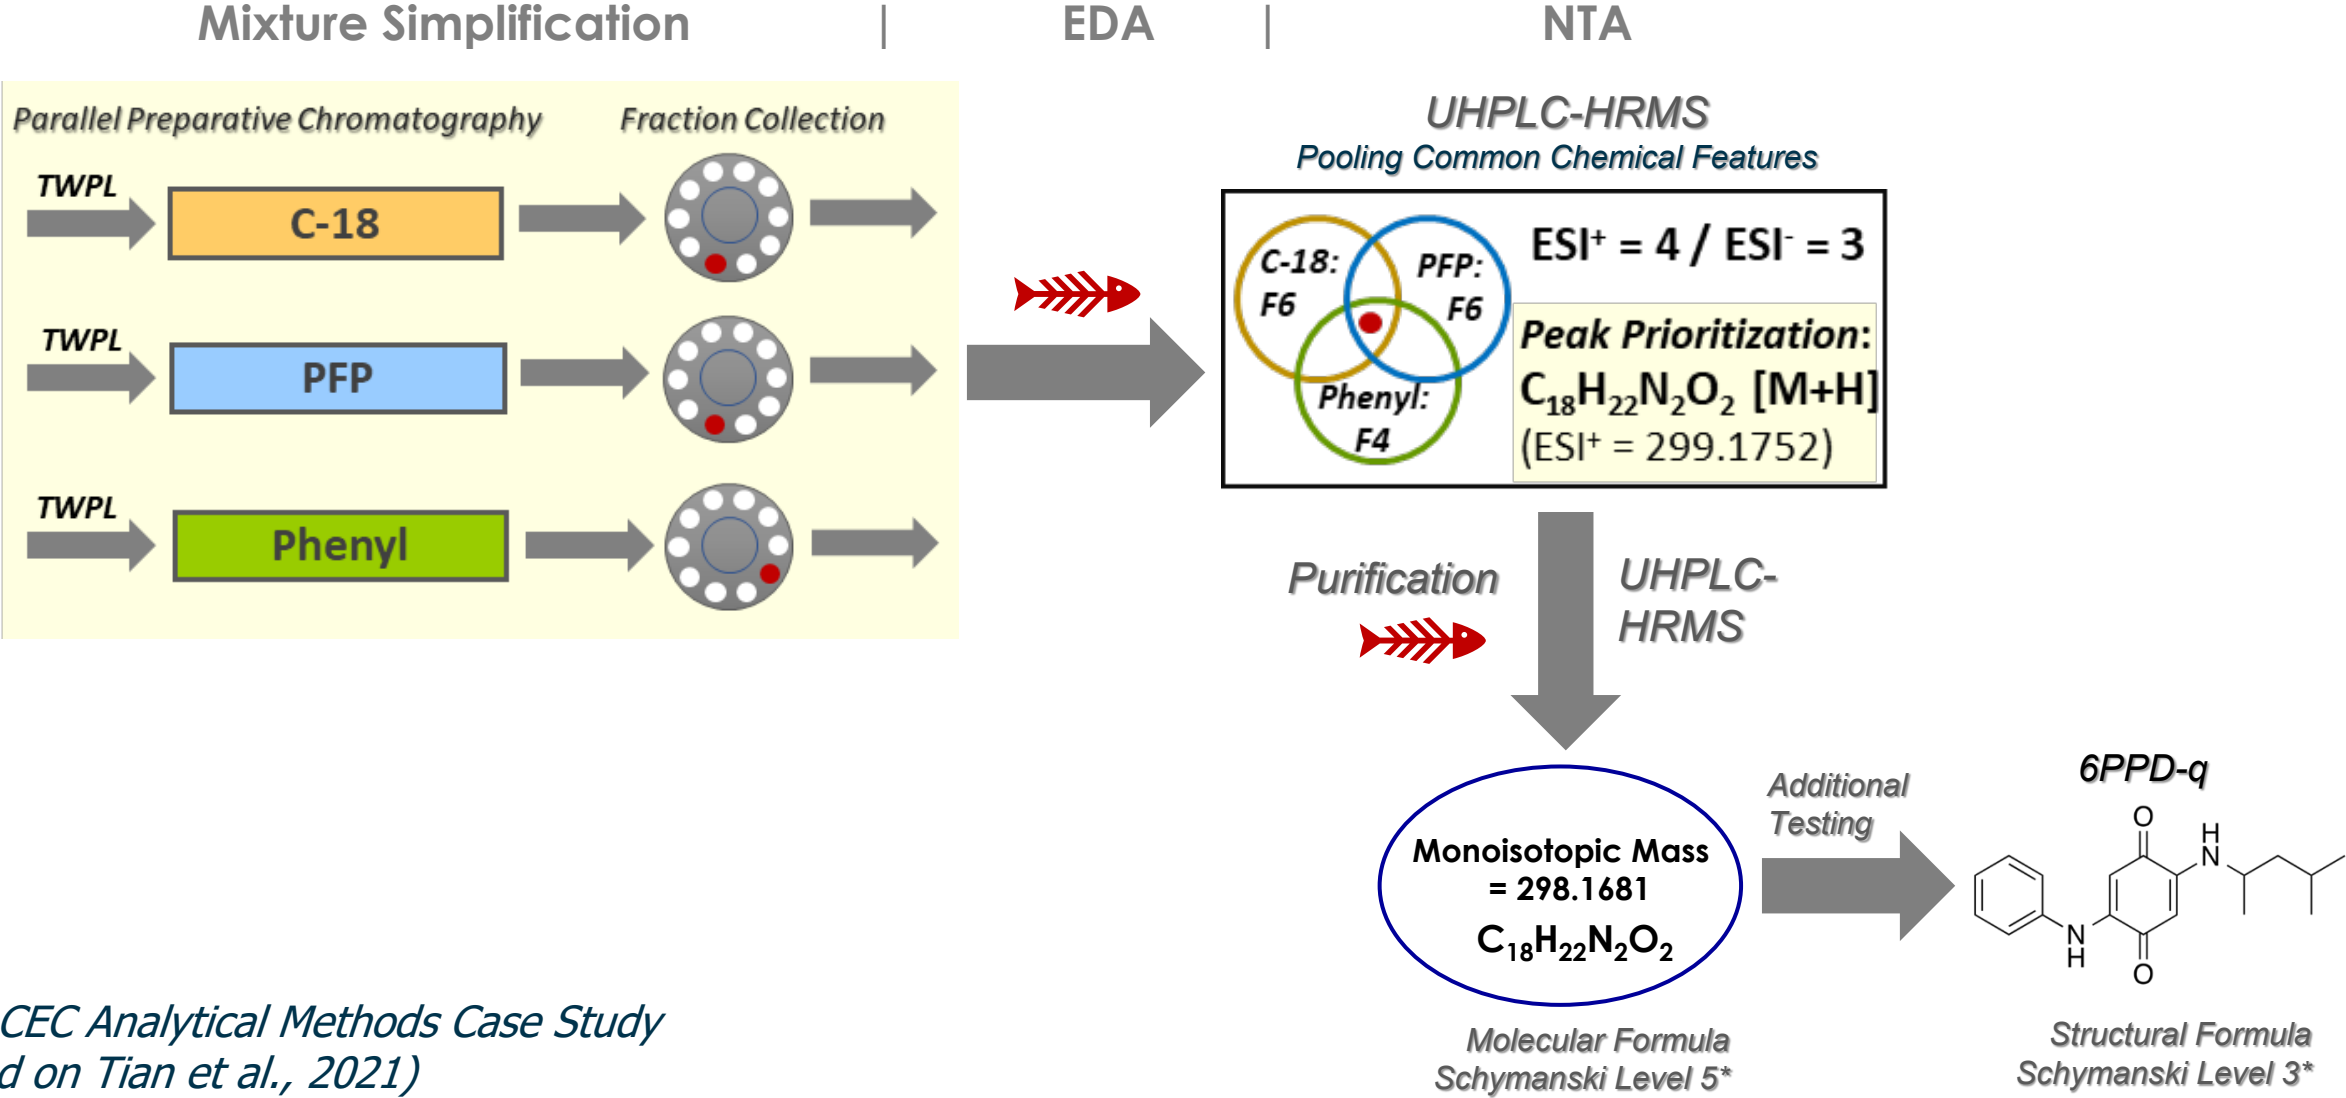 Mixture Simplification | EDA | NTA
Parallel Preparative Chromatography
Fraction Collection
TWPL
C-18
TWPL
PFP
TWPL
Phenyl
UHPLC-HRMS
Pooling Common Chemical Features
C-18:
F6
PFP:
F6
Phenyl:
F4
ESI⁺ = 4 / ESI⁻ = 3
Peak Prioritization:
C₁₈H₂₂N₂O₂ [M+H]
(ESI⁺ = 299.1752)
Purification
UHPLC-
HRMS
Monoisotopic Mass
= 298.1681
C₁₈H₂₂N₂O₂
Molecular Formula
Schymanski Level 5*
Additional
Testing
6PPD-q
O
H
N
N
H
O
Structural Formula
Schymanski Level 3*
CEC Analytical Methods Case Study
d on Tian et al., 2021)